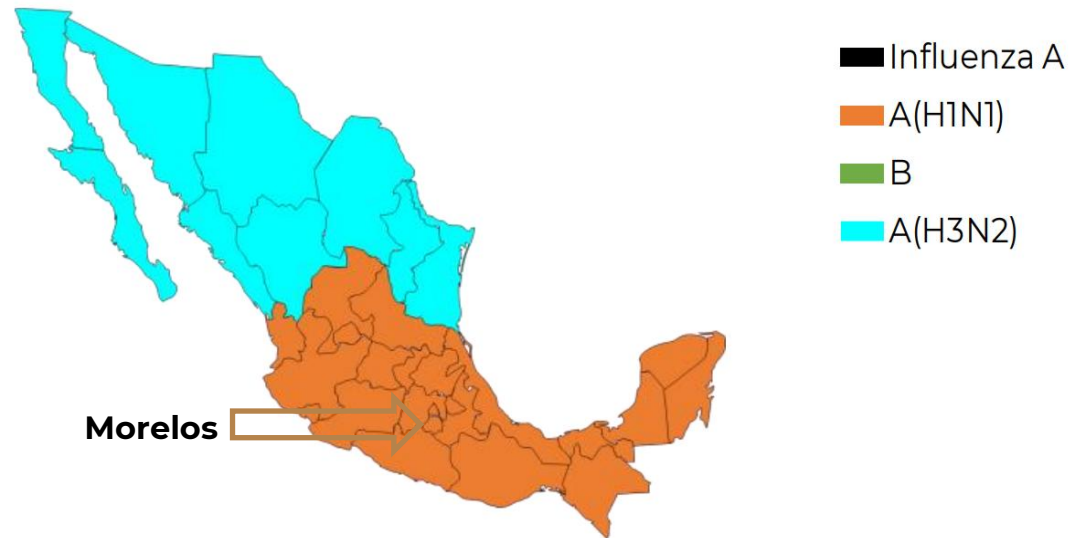 Influenza A
A(H1N1)
B
A(H3N2)
Morelos